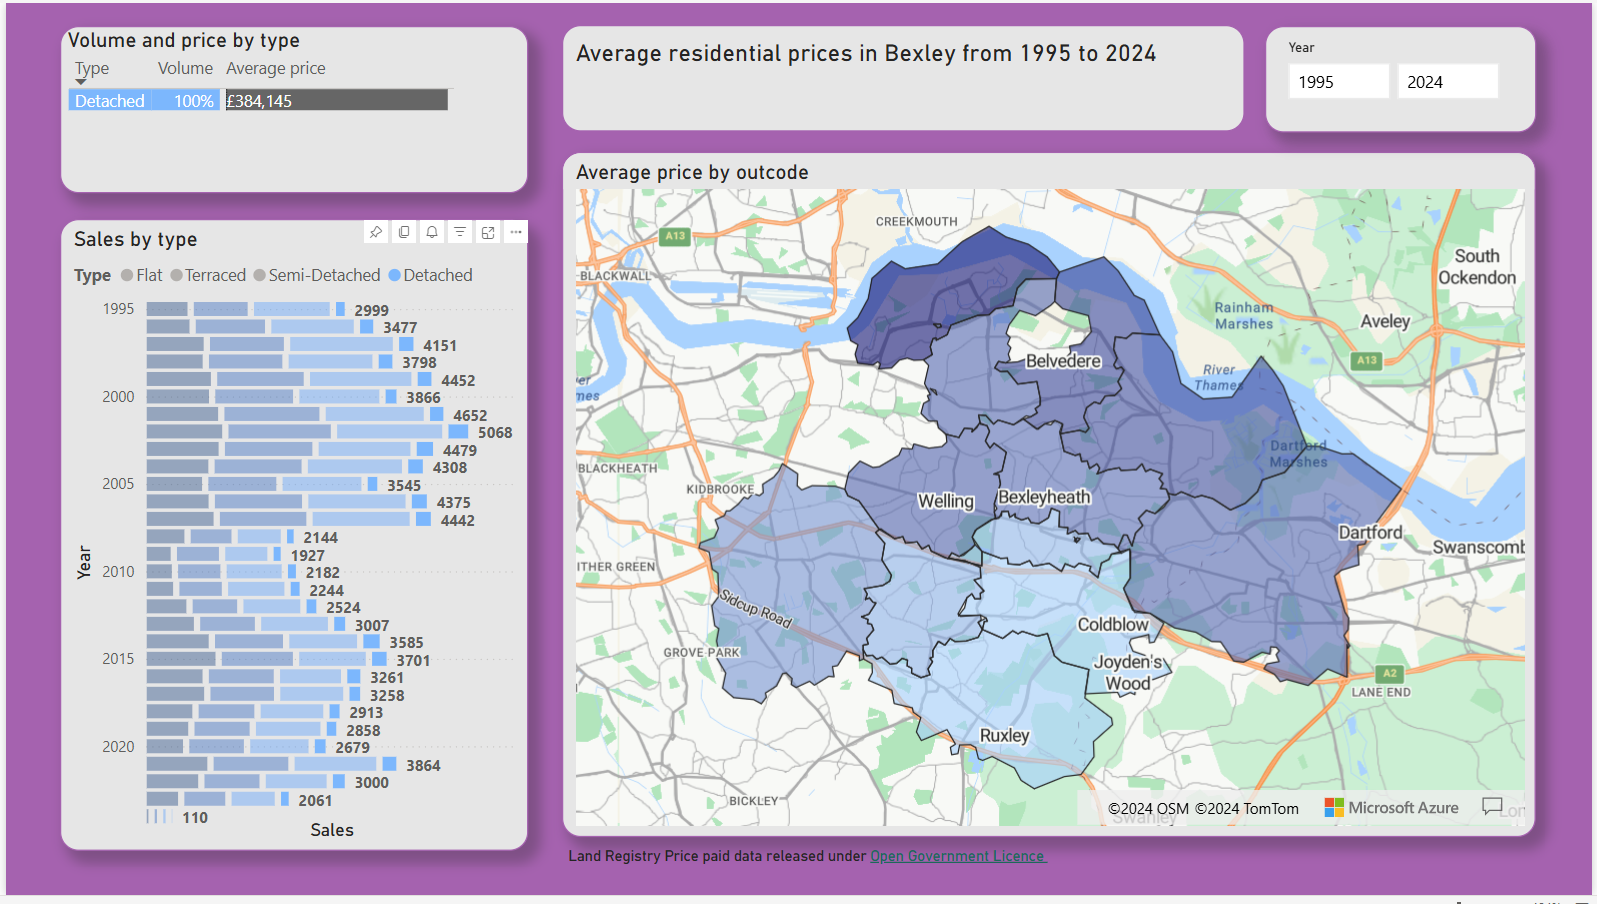 Volume and price by type
Type Volume Average price
Detached 100% £384,145
Average residential prices in Bexley from 1995 to 2024
Year
1995 2024
Sales by type
Type Flat Terraced Semi-Detached Detached
1995 2999
3477
4151
3798
4452
2000 3866
4652
5068
4479
4308
2005 3545
4375
4442
2144
1927
2010 2182
2244
2524
3007
3585
2015 3701
3261
3258
2913
2858
2020 2679
3864
3000
2061
110
Year
Sales
Average price by outcode
CREEKMOUTH
A13
BLACKWALL
South
Ockendon
Rainham
Marshes
Aveley
A13
Belvedere
River
Thames
Dartford
Marshes
BLACKHEATH
KIDBROOKE
Welling
Bexleyheath
Dartford
Swanscomb
ITHER GREEN
Sidcup Road
Coldblow
GROVE PARK
Joyden's
Wood
A2
LANE END
Ruxley
BICKLEY
©2024 OSM ©2024 TomTom
Microsoft Azure
Swanley
Lon
Land Registry Price paid data released under Open Government Licence